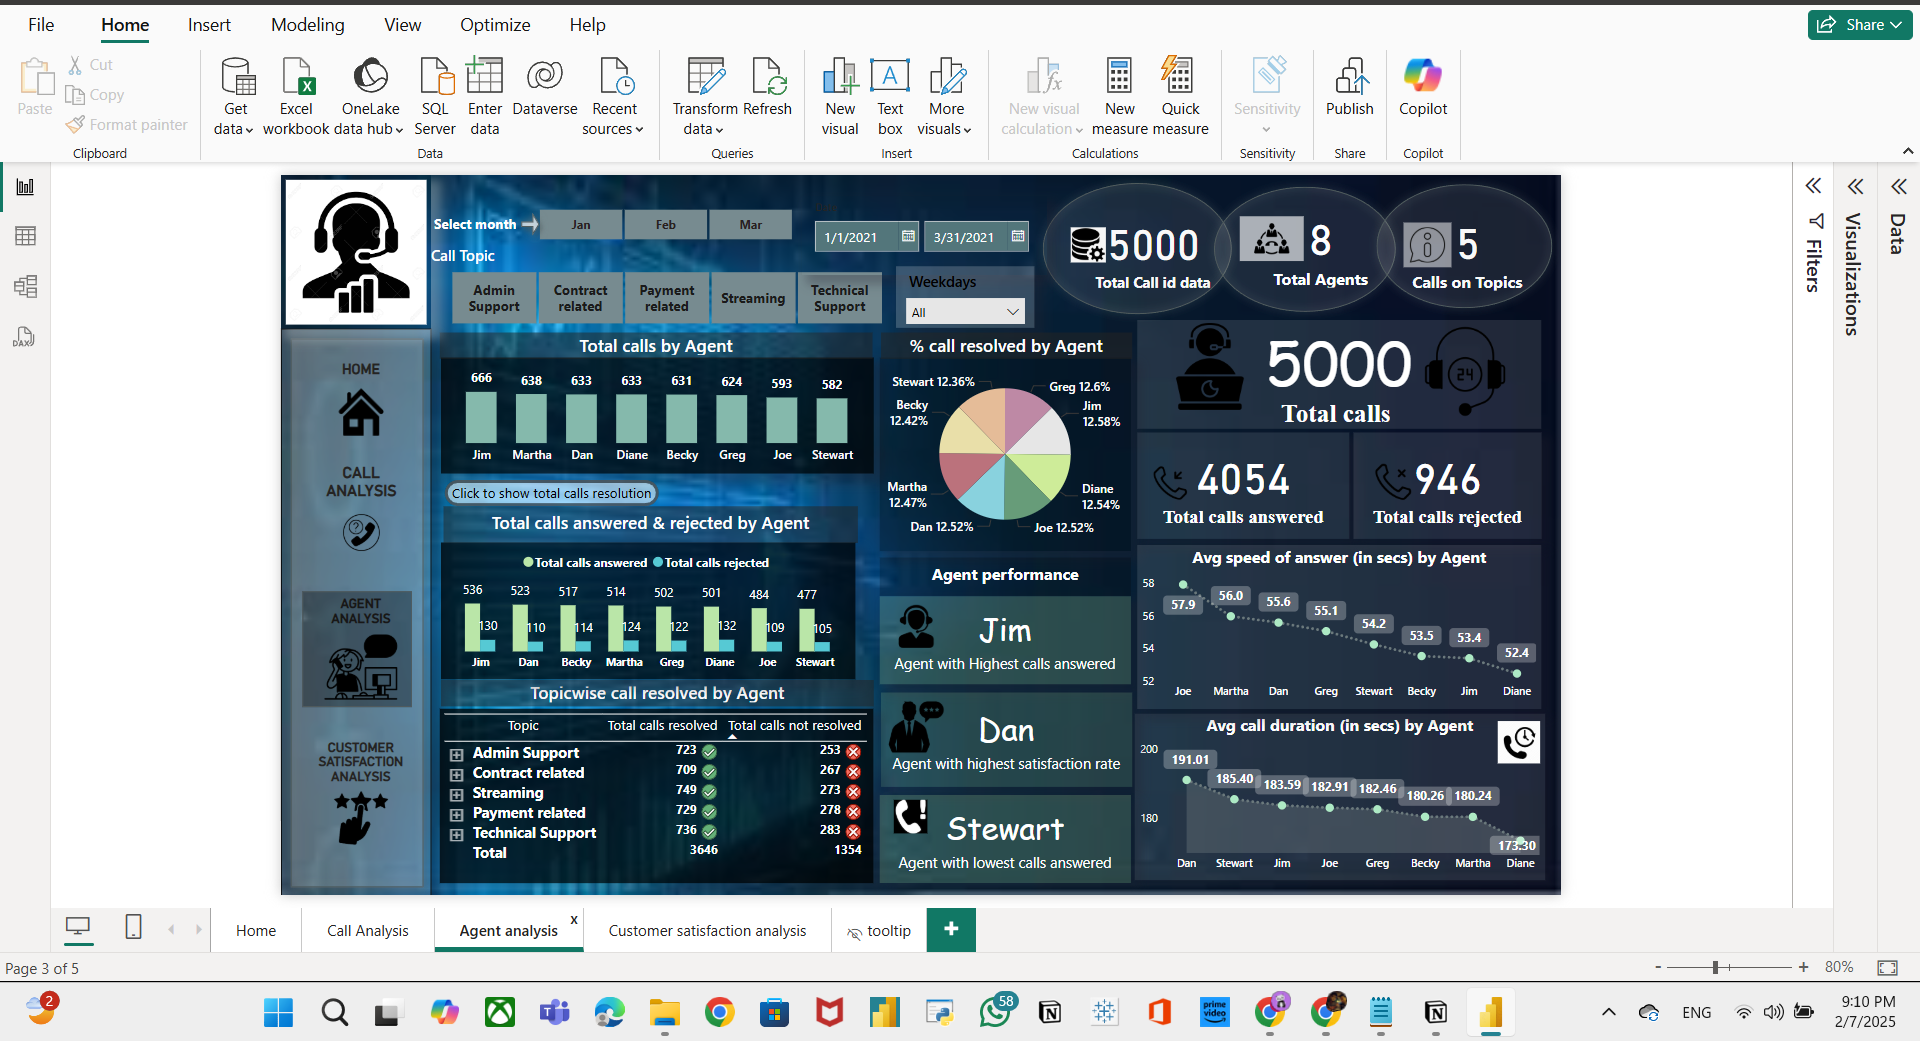 File Home Insert Modeling View Optimize Help
Share
Paste
Cut
Copy
Format painter
Clipboard
Get data
Excel workbook
OneLake data hub
SQL Server
Enter data
Dataverse
Recent sources
Data
Transform data
Refresh
Queries
New visual
Text box
More visuals
Insert
New visual calculation
New measure
Quick measure
Calculations
Sensitivity
Sensitivity
Publish
Share
Copilot
Copilot
Filters
Visualizations
Data
DAX
Select month
Jan Feb Mar
1/1/2021 3/31/2021
Call Topic
Admin Support
Contract related
Payment related
Streaming
Technical Support
Weekdays
All
5000
Total Call id data
8
Total Agents
5
Calls on Topics
HOME
CALL ANALYSIS
AGENT ANALYSIS
CUSTOMER SATISFACTION ANALYSIS
Total calls by Agent
666 638 633 633 631 624 593 582
Jim Martha Dan Diane Becky Greg Joe Stewart
Click to show total calls resolution
Total calls answered & rejected by Agent
Total calls answered Total calls rejected
536 523 517 514 502 501 484 477
130 110 114 124 122 132 109 105
Jim Dan Becky Martha Greg Diane Joe Stewart
Topicwise call resolved by Agent
Topic Total calls resolved Total calls not resolved
Admin Support 723 253
Contract related 709 267
Streaming 749 273
Payment related 729 278
Technical Support 736 283
Total 3646 1354
% call resolved by Agent
Stewart 12.36%
Greg 12.6%
Becky 12.42%
Jim 12.58%
Martha 12.47%
Diane 12.54%
Dan 12.52%
Joe 12.52%
Agent performance
Jim
Agent with Highest calls answered
Dan
Agent with highest satisfaction rate
Stewart
Agent with lowest calls answered
5000
Total calls
24
4054
Total calls answered
946
Total calls rejected
Avg speed of answer (in secs) by Agent
58
56
54
52
57.9 56.0 55.6 55.1 54.2 53.5 53.4 52.4
Joe Martha Dan Greg Stewart Becky Jim Diane
Avg call duration (in secs) by Agent
200
180
191.01 185.40 183.59 182.91 182.46 180.26 180.24 173.30
Dan Stewart Jim Joe Greg Becky Martha Diane
Home Call Analysis Agent analysis x Customer satisfaction analysis tooltip +
Page 3 of 5
- + 80%
2
58
prime video
ENG
9:10 PM
2/7/2025